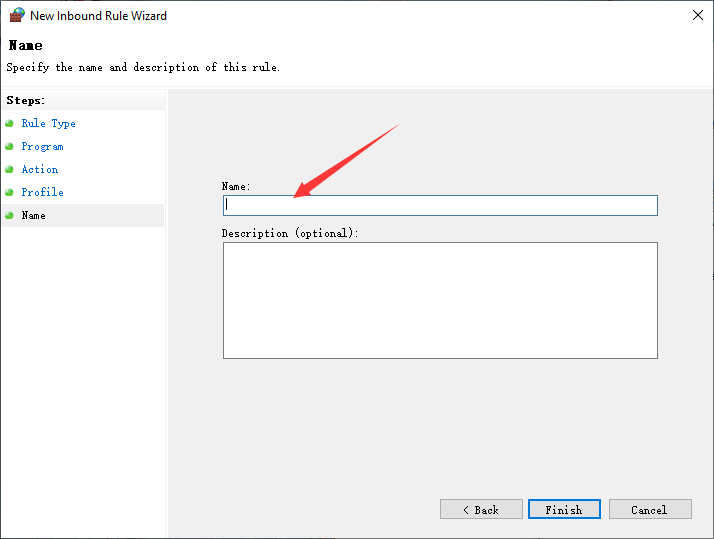 New Inbound Rule Wizard
Name
Specify the name and description of this rule.
Steps:
Rule Type
Program
Action
Profile
Name
Name:
Description (optional):
< Back
Finish
Cancel